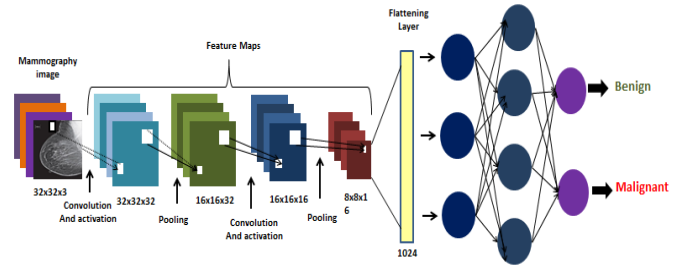 Mammography
image
Feature Maps
Flattening
Layer
32x32x3
Convolution
And activation
32x32x32
Pooling
16x16x32
Convolution
And activation
16x16x16
Pooling
8x8x1
6
1024
Benign
Malignant